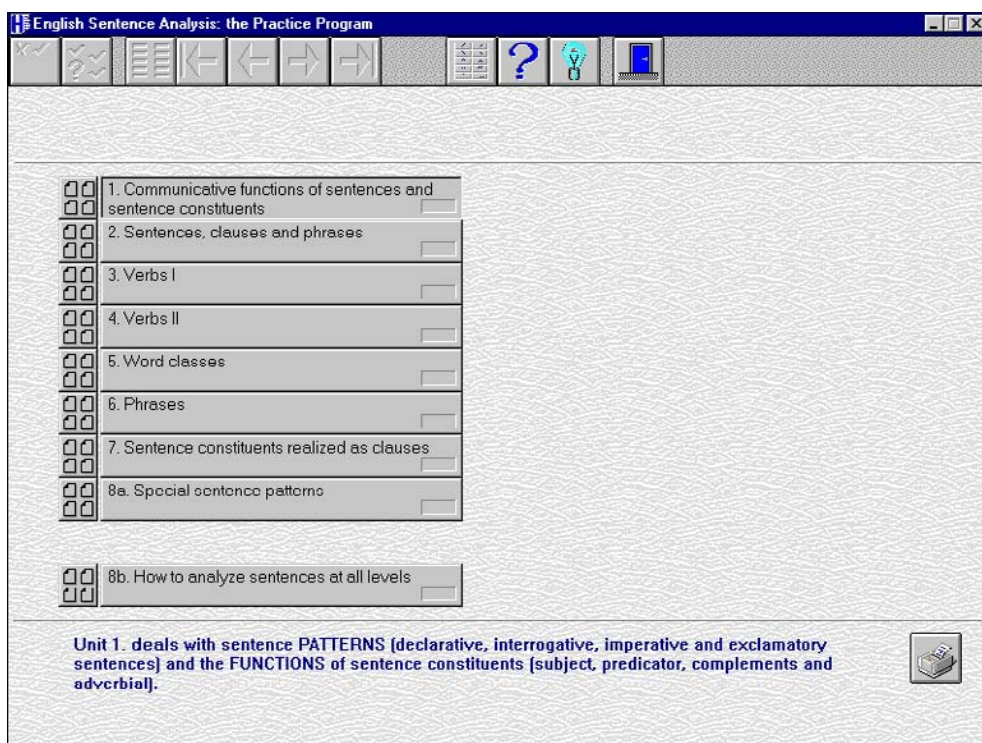 English Sentence Analysis: the Practice Program
1. Communicative functions of sentences and
sentence constituents
2. Sentences, clauses and phrases
3. Verbs I
4. Verbs II
5. Word classes
6. Phrases
7. Sentence constituents realized as clauses
8a. Special sentence patterns
8b. How to analyze sentences at all levels
Unit 1. deals with sentence PATTERNS (declarative, interrogative, imperative and exclamatory
sentences) and the FUNCTIONS of sentence constituents (subject, predicator, complements and
adverbial).